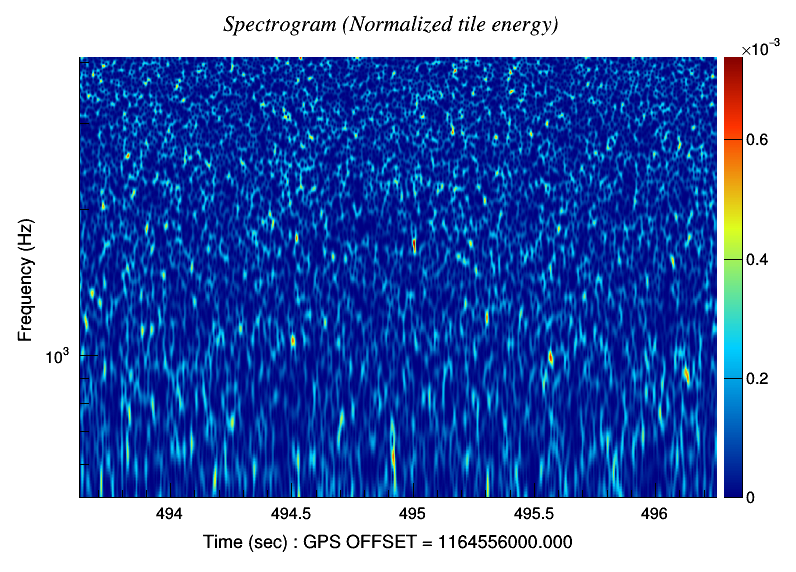 Spectrogram (Normalized tile energy)
×10⁻³
0.6
0.4
0.2
0
Frequency (Hz)
10³
494 494.5 495 495.5 496
Time (sec) : GPS OFFSET = 1164556000.000